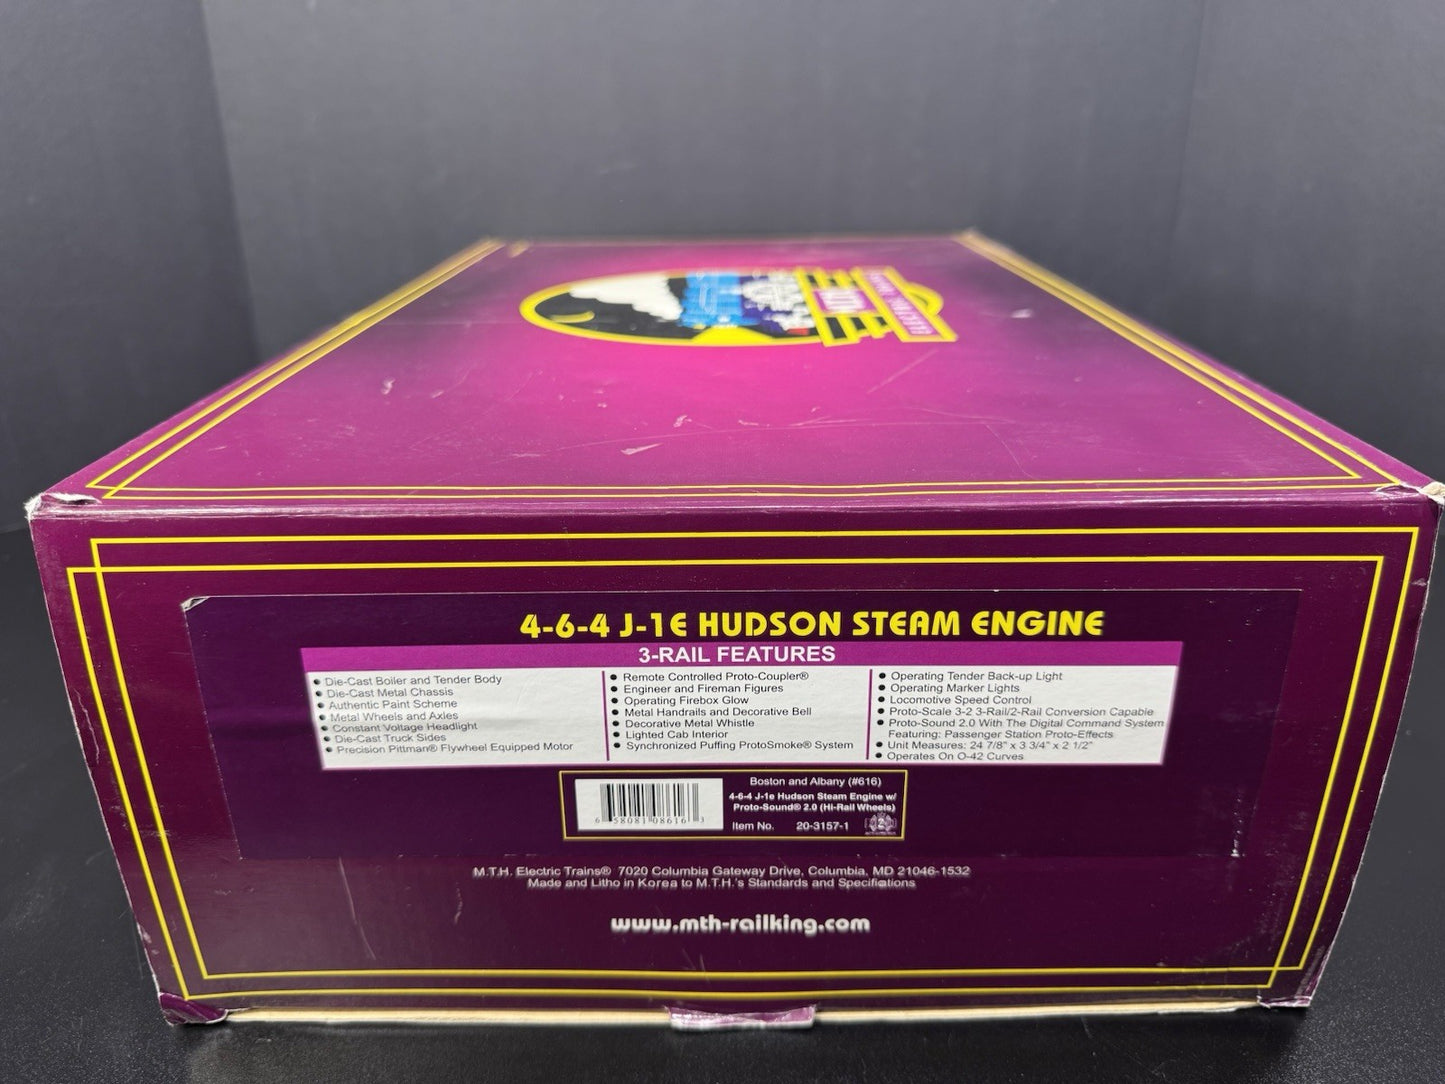 MTH
ELECTRIC TRAINS
4-6-4 J-1E HUDSON STEAM ENGINE
3-RAIL FEATURES
• Die-Cast Boiler and Tender Body
• Die-Cast Metal Chassis
• Authentic Paint Scheme
• Metal Wheels and Axles
• Constant Voltage Headlight
• Die-Cast Truck Sides
• Precision Pittman® Flywheel Equipped Motor
• Remote Controlled Proto-Coupler®
• Engineer and Fireman Figures
• Operating Firebox Glow
• Metal Handrails and Decorative Bell
• Decorative Metal Whistle
• Lighted Cab Interior
• Synchronized Puffing ProtoSmoke® System
• Operating Tender Back-up Light
• Operating Marker Lights
• Locomotive Speed Control
• Proto-Scale 3-2 3-Rail/2-Rail Conversion Capable
• Proto-Sound 2.0 With The Digital Command System
Featuring: Passenger Station Proto-Effects
• Unit Measures: 24 7/8" x 3 3/4" x 2 1/2"
• Operates On O-42 Curves
6 58081 08616 3
Boston and Albany (#616)
4-6-4 J-1e Hudson Steam Engine w/
Proto-Sound® 2.0 (Hi-Rail Wheels)
Item No. 20-3157-1
M.T.H. Electric Trains® 7020 Columbia Gateway Drive, Columbia, MD 21046-1532
Made and Litho in Korea to M.T.H.'s Standards and Specifications
www.mth-railking.com